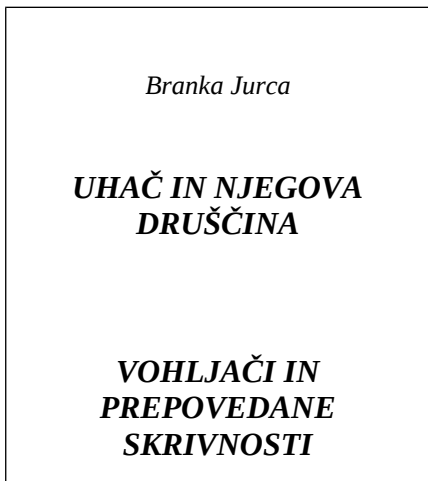 Branka Jurca
UHAČ IN NJEGOVA
DRUŠČINA
VOHLJAČI IN
PREPOVEDANE
SKRIVNOSTI